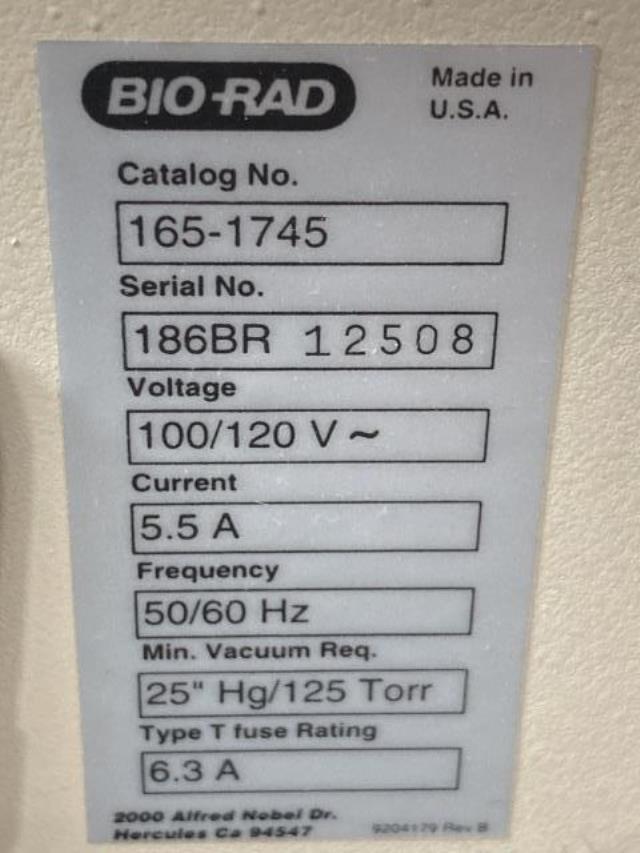 BIO-RAD
Made in
U.S.A.
Catalog No.
165-1745
Serial No.
186BR 12508
Voltage
100/120 V ~
Current
5.5 A
Frequency
50/60 Hz
Min. Vacuum Req.
25" Hg/125 Torr
Type T fuse Rating
6.3 A
2000 Alfred Nobel Dr.
Hercules Ca 94547
9204179 Rev B